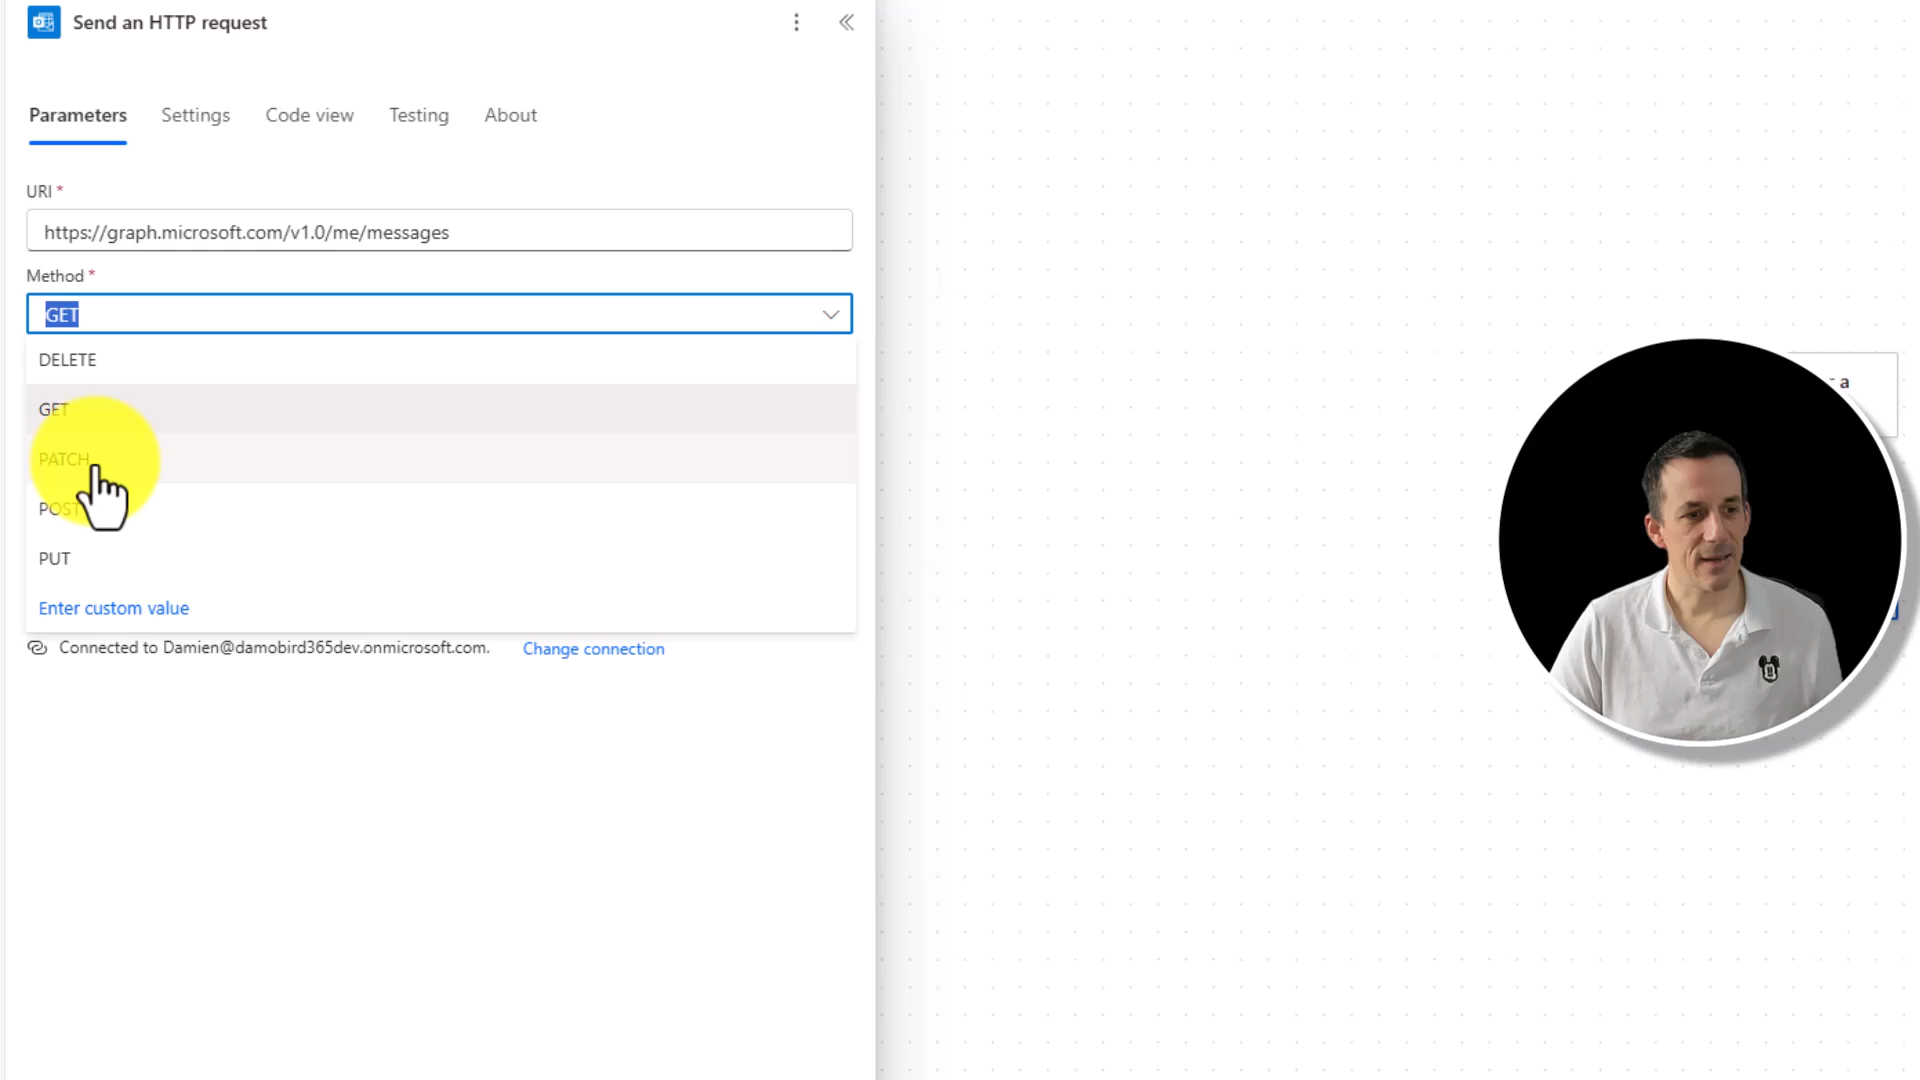 Send an HTTP request
Parameters
Settings
Code view
Testing
About
URI *
https://graph.microsoft.com/v1.0/me/messages
Method *
GET
DELETE
GET
PATCH
POST
PUT
Enter custom value
Connected to Damien@damobird365dev.onmicrosoft.com.
Change connection
a